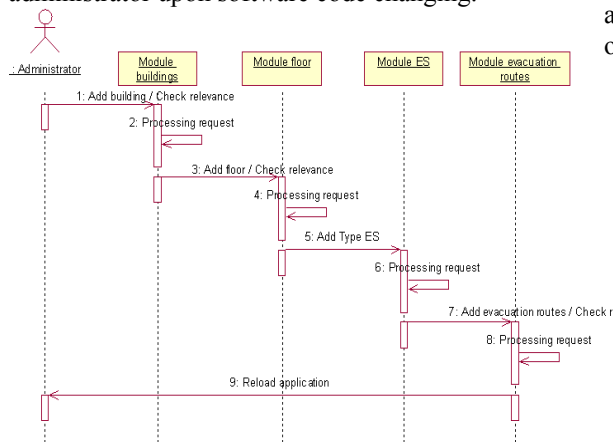 administrator upon software code changing.
: Administrator
Module
buildings
Module floor
Module ES
Module evacuation
routes
1: Add building / Check relevance
2: Processing request
3: Add floor / Check relevance
4: Processing request
5: Add Type ES
6: Processing request
7: Add evacuation routes / Check r
8: Processing request
9: Reload application
a
o